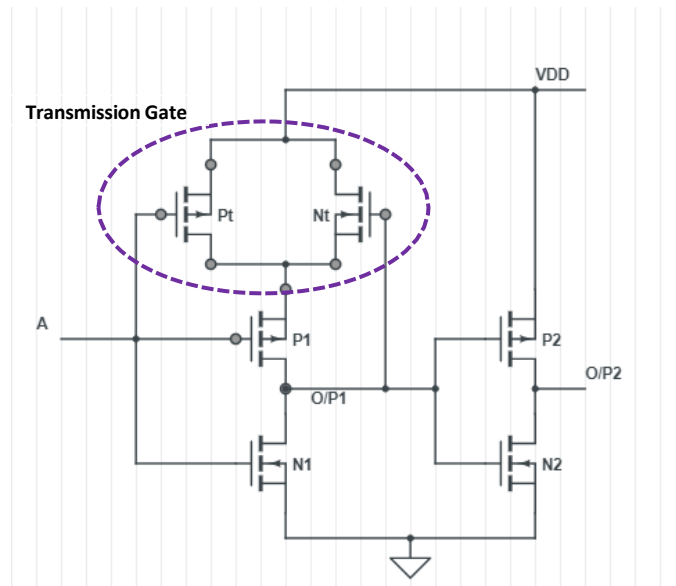 VDD
Transmission Gate
Pt
Nt
A
P1
P2
O/P1
O/P2
N1
N2